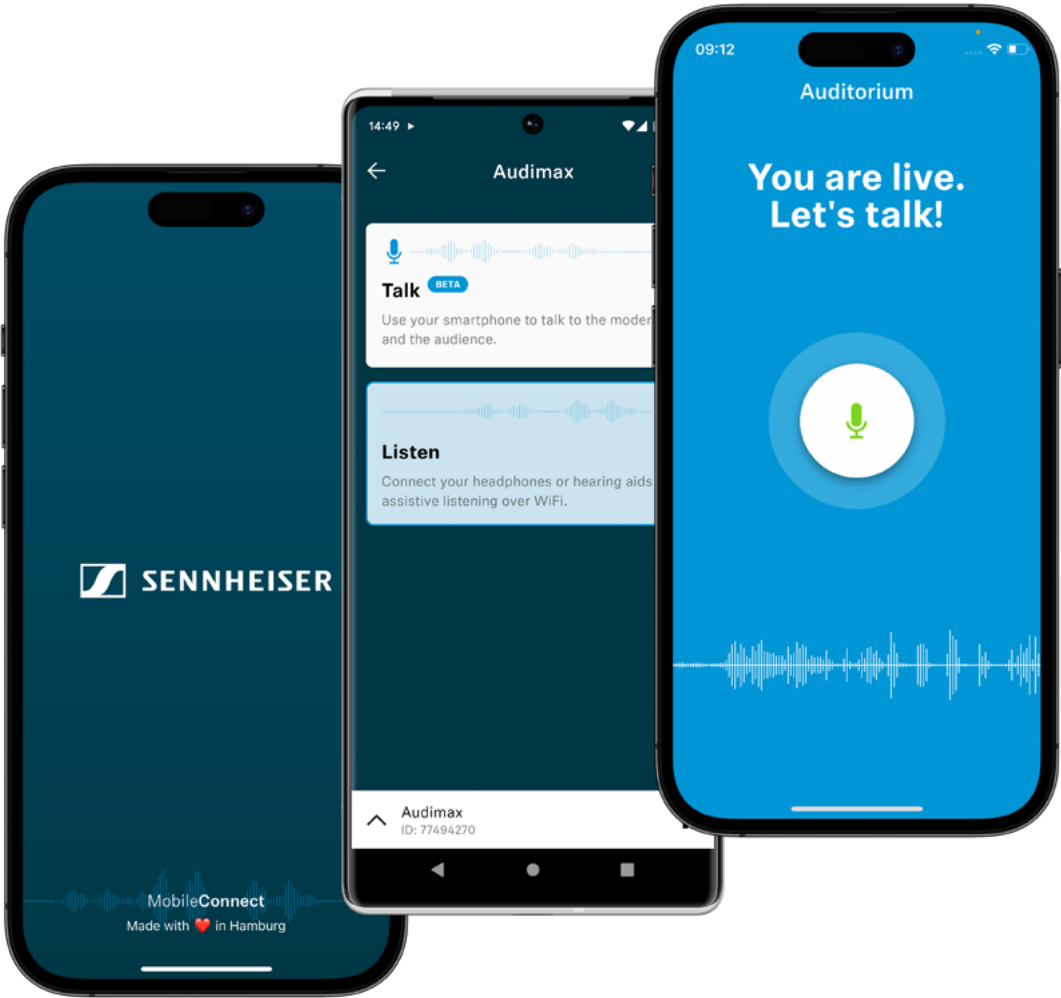 SENNHEISER
MobileConnect
Made with ❤️ in Hamburg
14:49
Audimax
Talk BETA
Use your smartphone to talk to the
and the audience.
Listen
Connect your headphones or hearing aids
assistive listening over WiFi.
Audimax
ID: 77494270
09:12
Auditorium
You are live.
Let's talk!